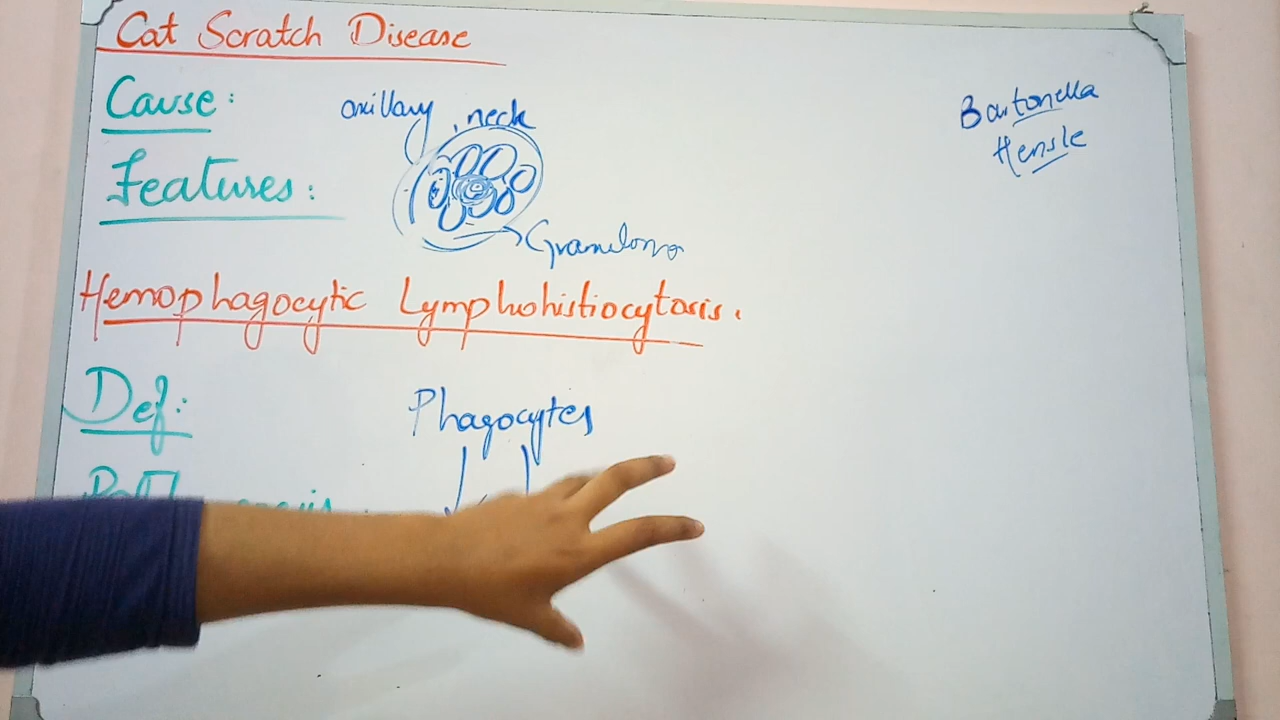 Cat Scratch Disease
Cause:
axillary, neck
Bartonella
Hensle
Features:
Granuloma
Hemophagocytic Lymphohistiocytosis.
Def:
Phagocytes